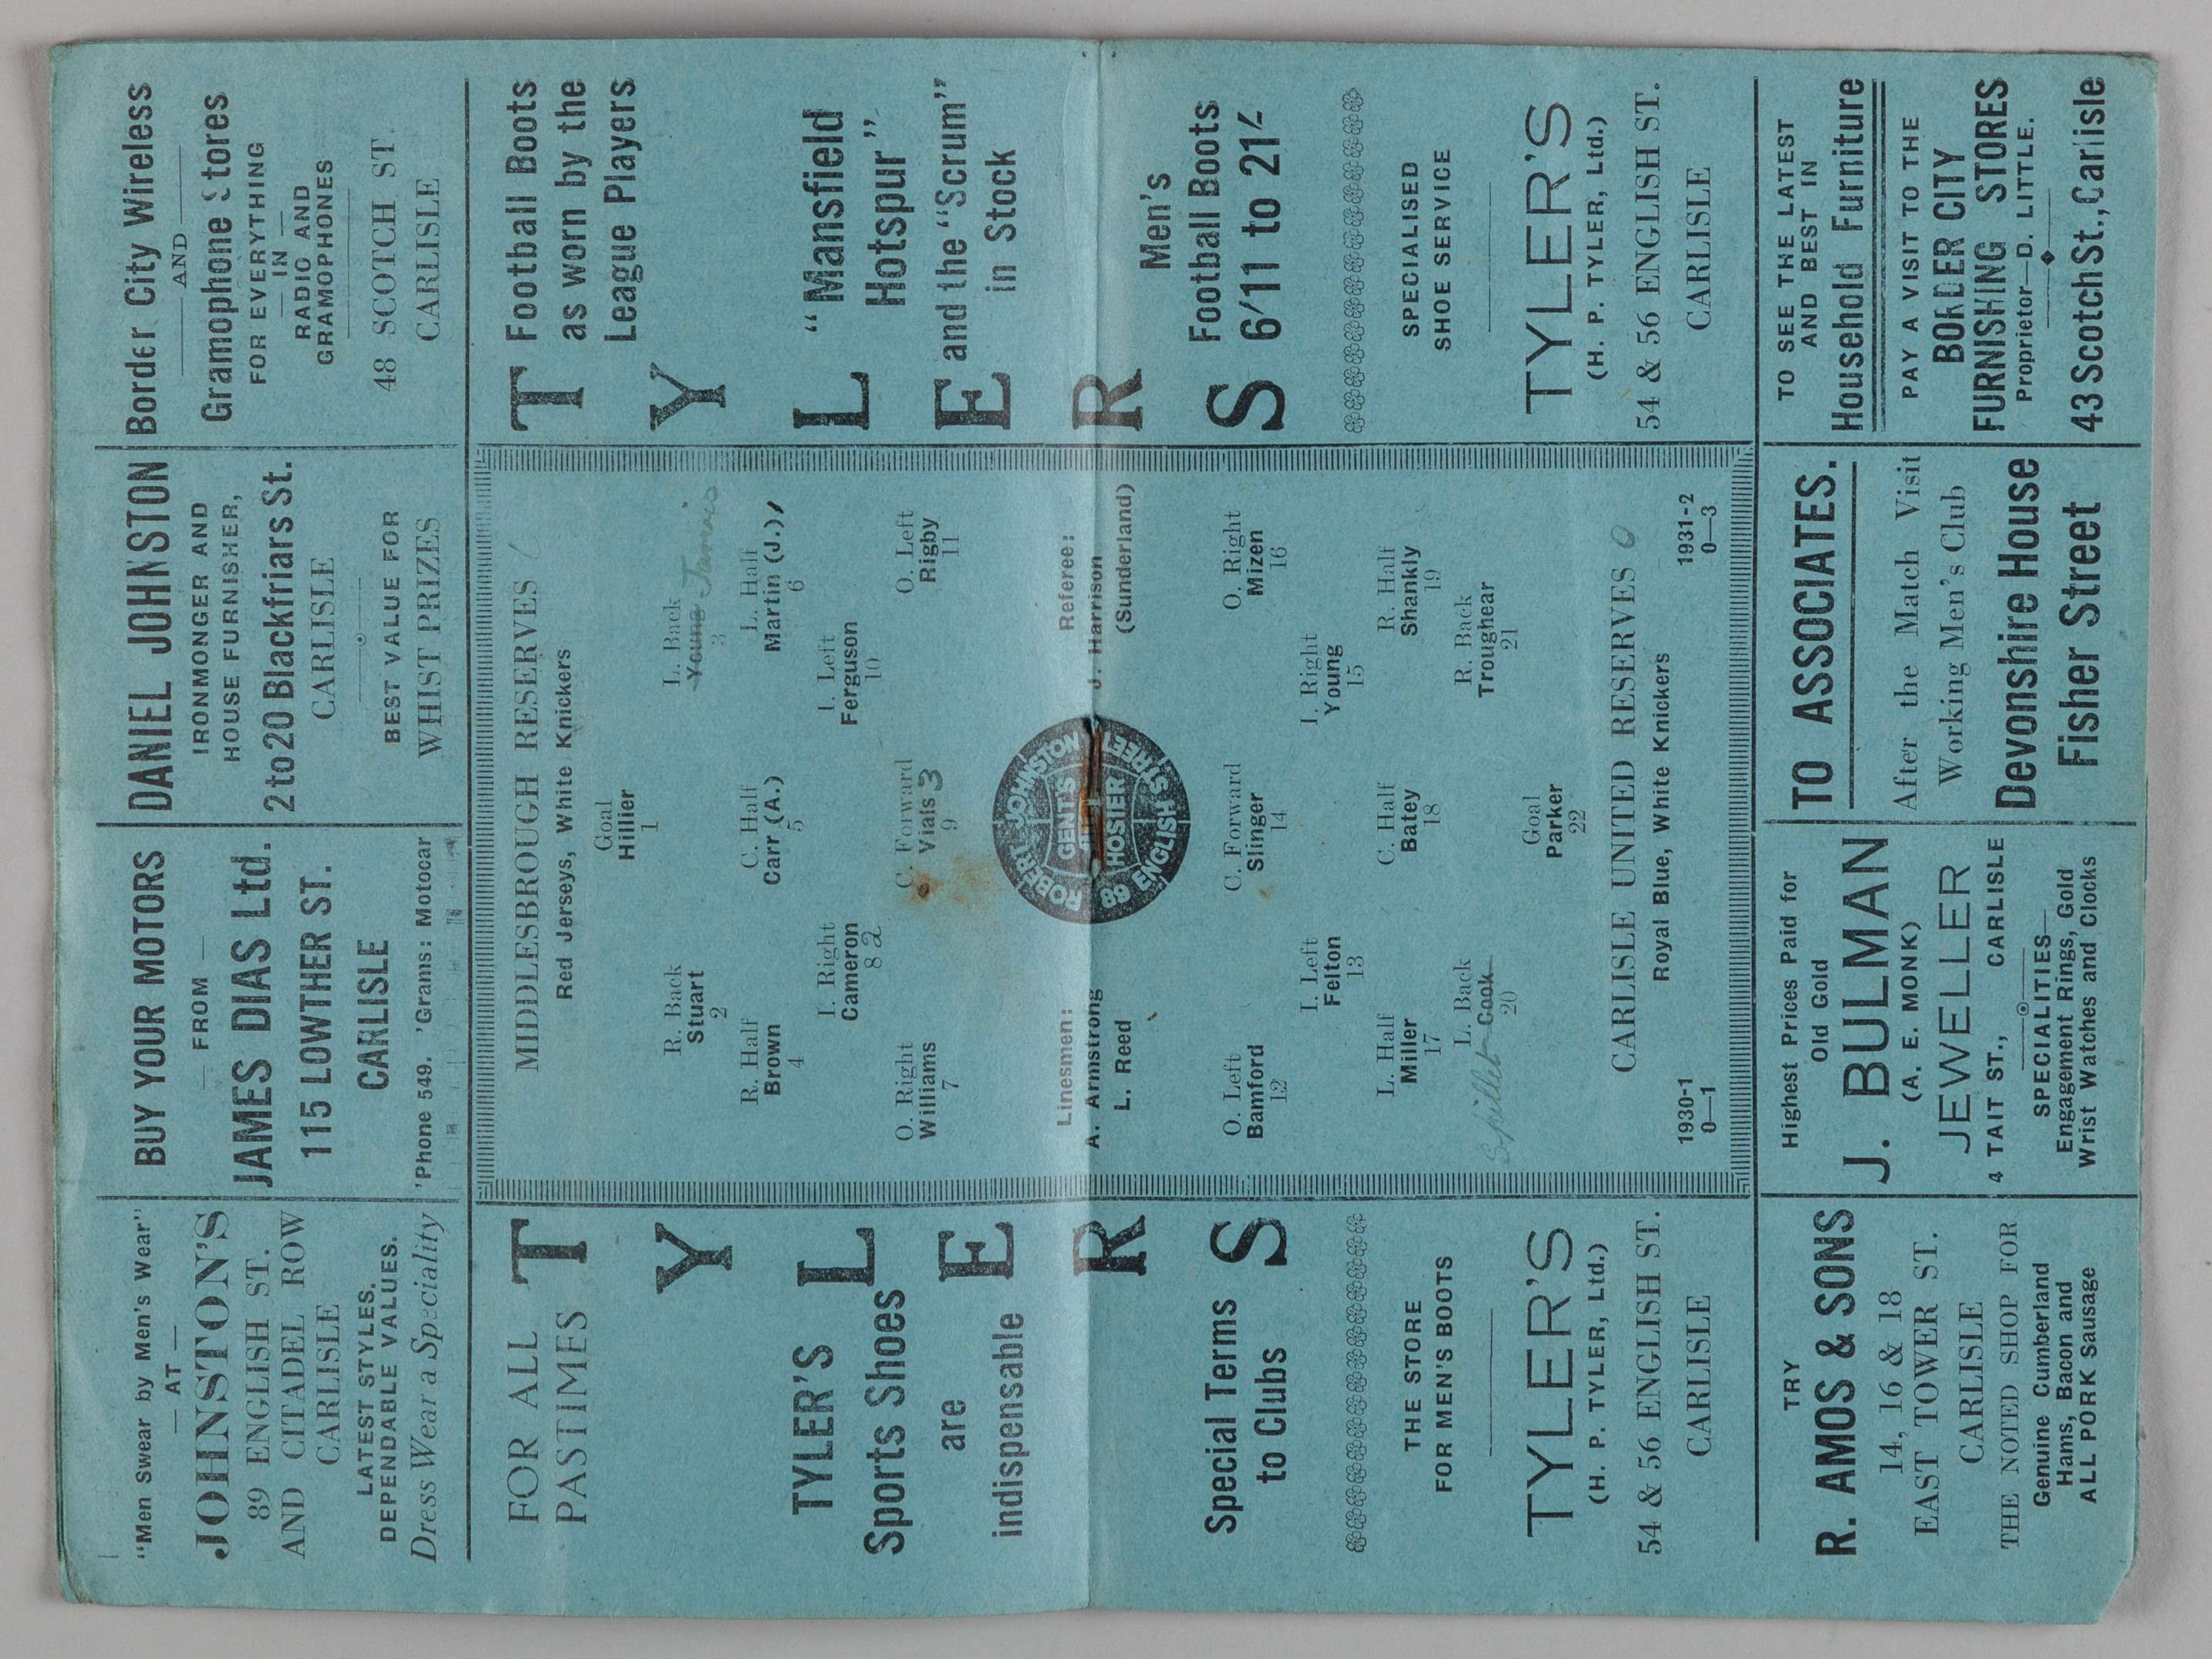 "Men Swear by Men's Wear"
— AT —
JOHNSTON'S
89 ENGLISH ST.
AND CITADEL ROW
CARLISLE
LATEST STYLES.
DEPENDABLE VALUES.
Dress Wear a Speciality
BUY YOUR MOTORS
— FROM —
JAMES DIAS Ltd.
115 LOWTHER ST.
CARLISLE
'Phone 549. 'Grams: Motocar
DANIEL JOHNSTON
IRONMONGER AND
HOUSE FURNISHER,
2 to 20 Blackfriars St.
CARLISLE
BEST VALUE FOR
WHIST PRIZES
Border City Wireless
AND
Gramophone Stores
FOR EVERYTHING
— IN —
RADIO AND
GRAMOPHONES
48 SCOTCH ST.
CARLISLE
FOR ALL
PASTIMES
TYLER'S
Sports Shoes
are
indispensable
Special Terms
to Clubs
T
Y
L
E
R
S
THE STORE
FOR MEN'S BOOTS
TYLER'S
(H. P. TYLER, Ltd.)
54 & 56 ENGLISH ST.
CARLISLE
MIDDLESBROUGH RESERVES
Red Jerseys, White Knickers
Goal
Hillier
1
R. Back L. Back
Stuart Young Jarvis
2 3
R. Half C. Half L. Half
Brown Carr (A.) Martin (J.) /
4 5 6
I. Right I. Left
Cameron Ferguson
8 2 10
O. Right C. Forward O. Left
Williams Vials 3 Rigby
7 9 11
Linesmen: Referee:
A. Armstrong J. Harrison
L. Reed (Sunderland)
ROBERT JOHNSTON
GENT'S
HOSIER
89 ENGLISH STREET
O. Left C. Forward O. Right
Bamford Slinger Mizen
12 14 16
I. Left I. Right
Felton Young
13 15
L. Half C. Half R. Half
Miller Batey Shankly
17 18 19
L. Back R. Back
Spillet Cook Troughear
20 21
Goal
Parker
22
CARLISLE UNITED RESERVES 0
Royal Blue, White Knickers
1930-1 1931-2
0—1 0—3
T
Y
L
E
R
S
Football Boots
as worn by the
League Players
"Mansfield
Hotspur"
and the "Scrum"
in Stock
Men's
Football Boots
6/11 to 21/-
SPECIALISED
SHOE SERVICE
TYLER'S
(H. P. TYLER, Ltd.)
54 & 56 ENGLISH ST.
CARLISLE
TRY
R. AMOS & SONS
14, 16 & 18
EAST TOWER ST.
CARLISLE
THE NOTED SHOP FOR
Genuine Cumberland
Hams, Bacon and
ALL PORK Sausage
Highest Prices Paid for
Old Gold
J. BULMAN
(A. E. MONK)
JEWELLER
4 TAIT ST., CARLISLE
SPECIALITIES—
Engagement Rings, Gold
Wrist Watches and Clocks
TO ASSOCIATES.
After the Match Visit
Working Men's Club
Devonshire House
Fisher Street
TO SEE THE LATEST
AND BEST IN
Household Furniture
PAY A VISIT TO THE
BORDER CITY
FURNISHING STORES
Proprietor—D. LITTLE.
43 Scotch St., Carlisle